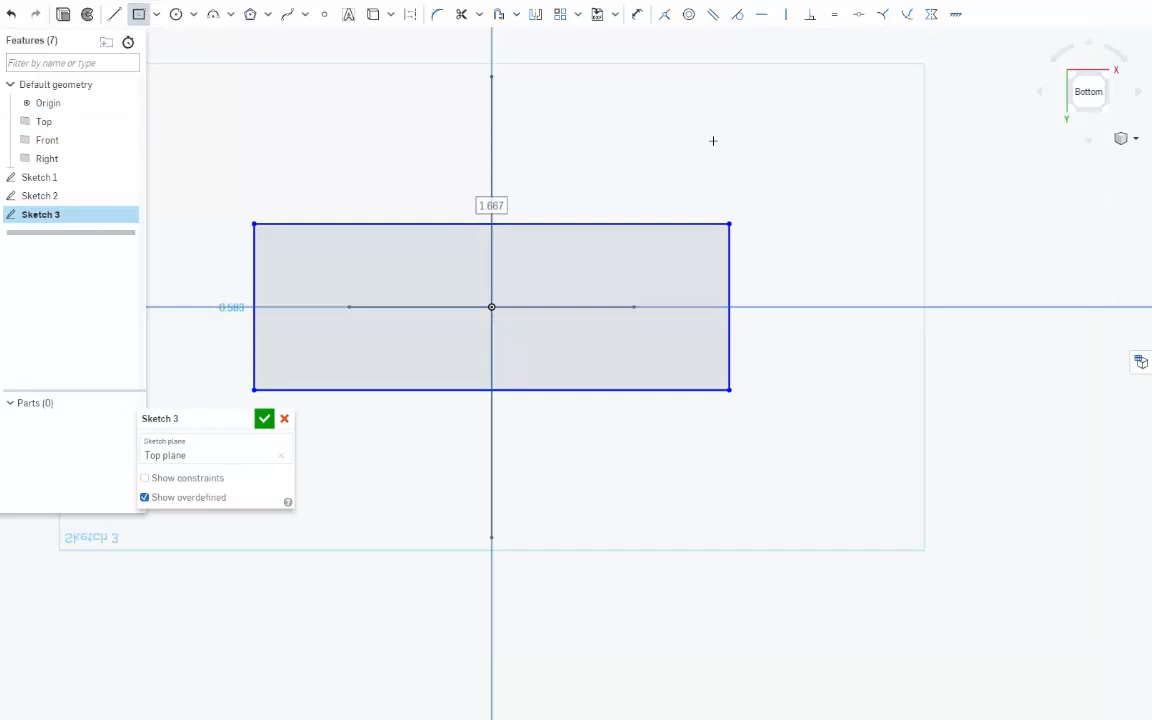 Features (7)
Filter by name or type
Default geometry
Origin
Top
Front
Right
Sketch 1
Sketch 2
Sketch 3
Parts (0)
Sketch 3
Sketch plane
Top plane
Show constraints
Show overdefined
1.667
0.583
Sketch 3
X
Bottom
Y